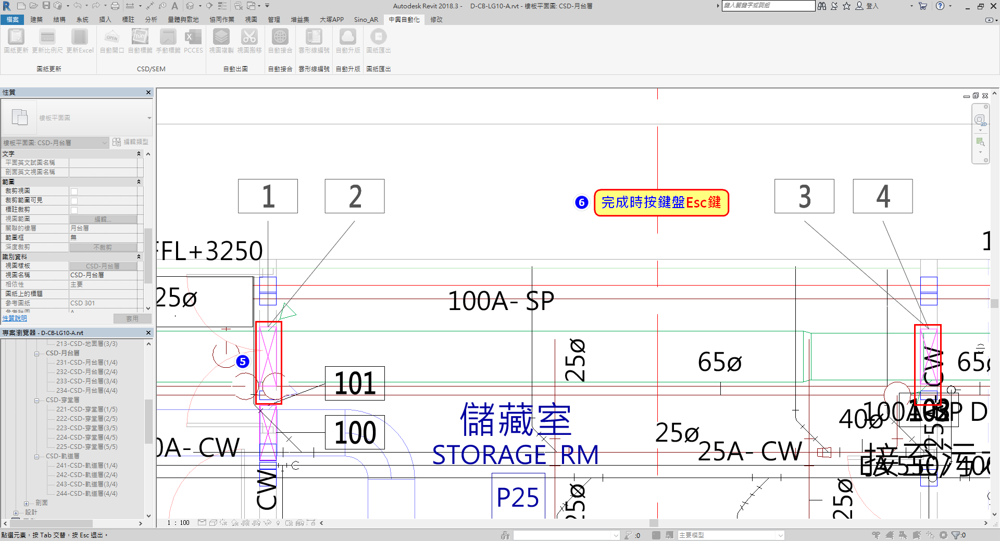 Autodesk Revit 2018.3 -    D-CB-LG10-A.rvt - 樓板平面圖: CSD-月台層
鍵入關鍵字或詞組
登入
檔案 建築 結構 系統 插入 標註 分析 量體與敷地 協同作業 視圖 管理 增益集 大塚APP Sino_AR 中興自動化 修改
圖紙更新 更新比例尺 更新Excel 自動開口 自動標籤 手動標籤 PCCES 視圖複製 視圖搬移 自動接合 雲形線編號 自動升版 圖紙匯出
圖紙更新 CSD/SEM 自動出圖 自動接合 雲形線編號 自動升版 圖紙匯出
性質
樓板平面圖
樓板平面圖: CSD-月台層
編輯類型
文字
平面英文試圖名稱
剖面英文視圖名稱
範圍
裁剪視圖
裁剪範圍可見
標註裁剪
視圖範圍 編輯...
關聯的樓層 月台層
範圍框 無
深度裁剪 不裁剪
識別資料
視圖樣板 CSD-月台層
視圖名稱 CSD-月台層
相依性 主要
圖紙上的標題
參考圖紙 CSD 301
性質說明 套用
專案瀏覽器 - D-CB-LG10-A.rvt
213-CSD-地面層(3/3)
CSD-月台層
231-CSD-月台層(1/4)
232-CSD-月台層(2/4)
233-CSD-月台層(3/4)
234-CSD-月台層(4/4)
CSD-穿堂層
221-CSD-穿堂層(1/5)
222-CSD-穿堂層(2/5)
223-CSD-穿堂層(3/5)
224-CSD-穿堂層(4/5)
225-CSD-穿堂層(5/5)
CSD-軌道層
241-CSD-軌道層(1/4)
242-CSD-軌道層(2/4)
243-CSD-軌道層(3/4)
244-CSD-軌道層(4/4)
剖面
設計
2D
1 2 3 4
6 完成時按鍵盤Esc鍵
FFL+3250
1
25ø
100A- SP
5
25ø
65ø
CW
65ø
101
100
儲藏室
STORAGE RM
25ø
40ø
0A- CW
25A- CW
CW
P25
25ø
25ø
1 : 100
點選元素，按 Tab 交替，按 Esc 退出。
:0
主要模型
:0